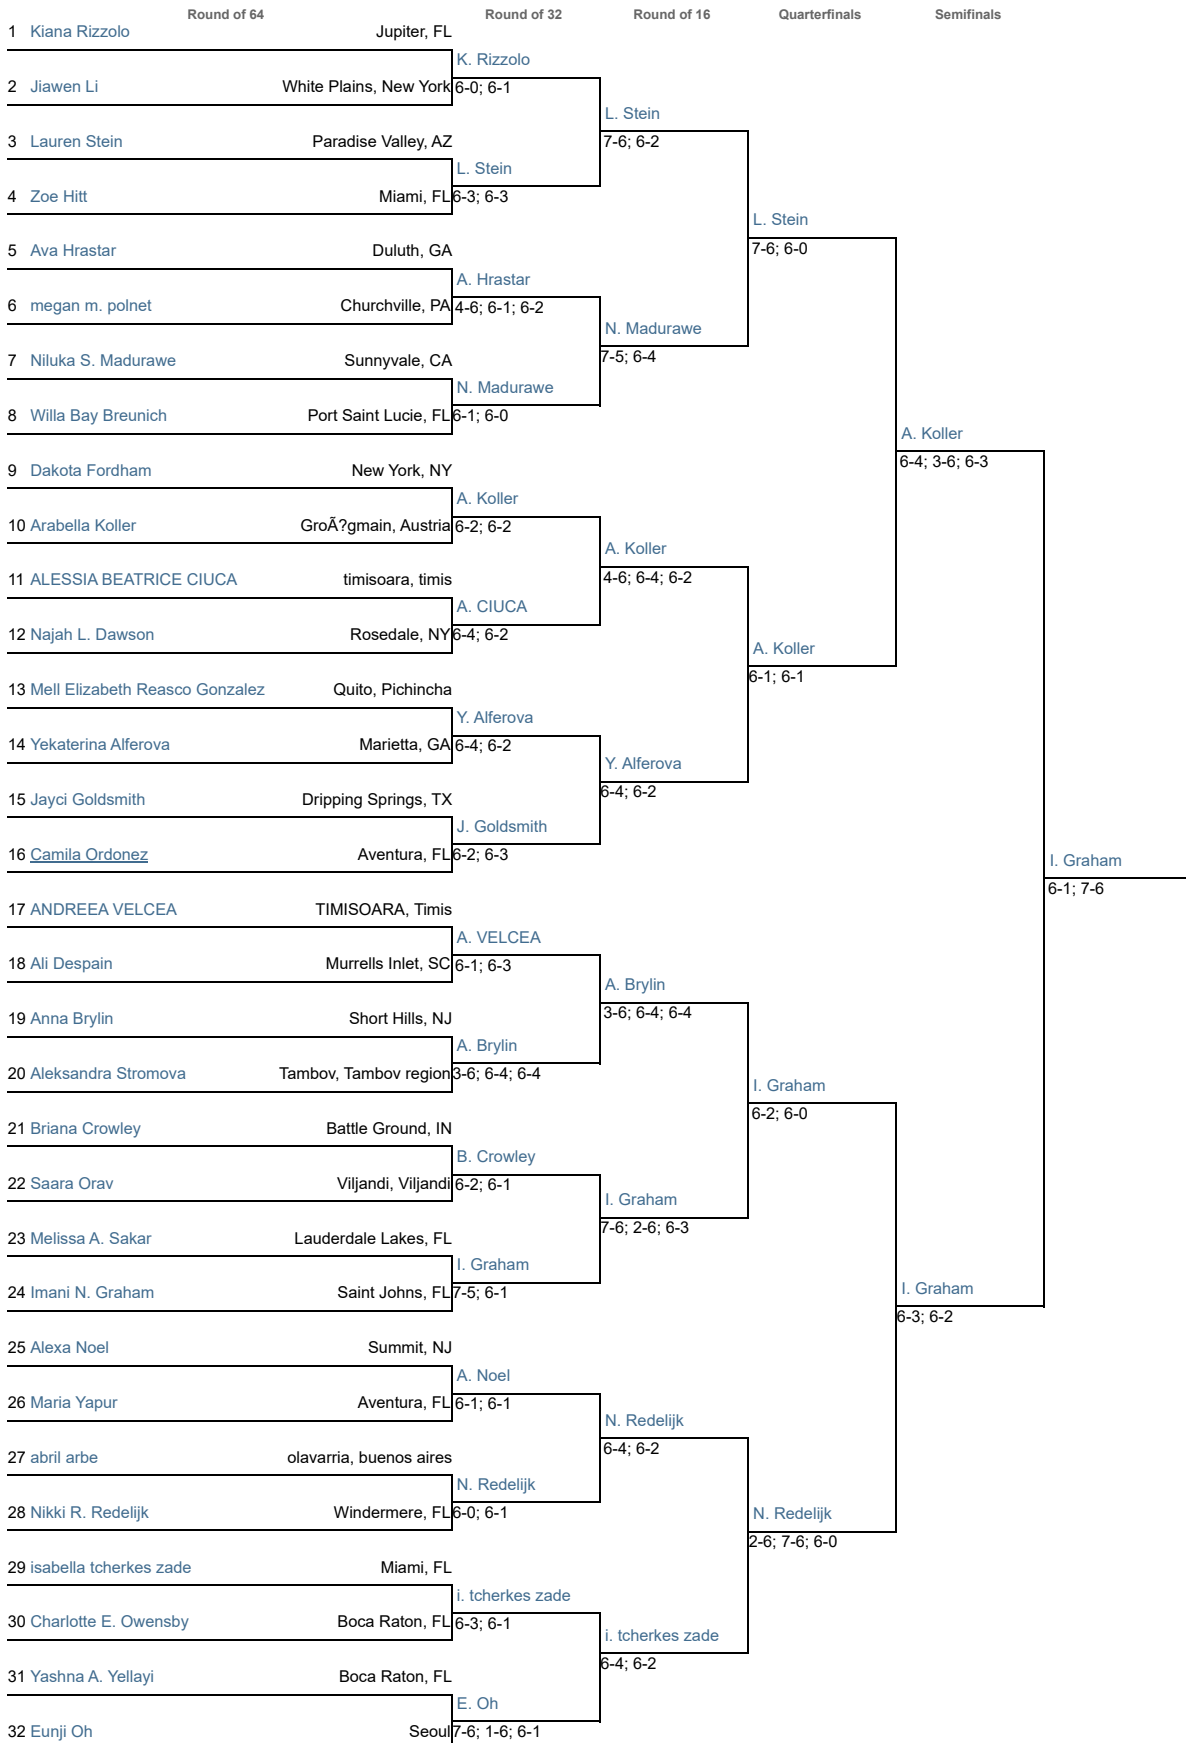 Round of 64 Round of 32 Round of 16 Quarterfinals Semifinals
1 Kiana Rizzolo Jupiter, FL
K. Rizzolo
2 Jiawen Li White Plains, New York 6-0; 6-1
L. Stein
3 Lauren Stein Paradise Valley, AZ 7-6; 6-2
L. Stein
4 Zoe Hitt Miami, FL 6-3; 6-3
L. Stein
5 Ava Hrastar Duluth, GA 7-6; 6-0
A. Hrastar
6 megan m. polnet Churchville, PA 4-6; 6-1; 6-2
N. Madurawe
7 Niluka S. Madurawe Sunnyvale, CA 7-5; 6-4
N. Madurawe
8 Willa Bay Breunich Port Saint Lucie, FL 6-1; 6-0
A. Koller
9 Dakota Fordham New York, NY 6-4; 3-6; 6-3
A. Koller
10 Arabella Koller GroÃ?gmain, Austria 6-2; 6-2
A. Koller
11 ALESSIA BEATRICE CIUCA timisoara, timis 4-6; 6-4; 6-2
A. CIUCA
12 Najah L. Dawson Rosedale, NY 6-4; 6-2
A. Koller
6-1; 6-1
13 Mell Elizabeth Reasco Gonzalez Quito, Pichincha
Y. Alferova
14 Yekaterina Alferova Marietta, GA 6-4; 6-2
Y. Alferova
6-4; 6-2
15 Jayci Goldsmith Dripping Springs, TX
J. Goldsmith
16 Camila Ordonez Aventura, FL 6-2; 6-3
I. Graham
6-1; 7-6
17 ANDREEA VELCEA TIMISOARA, Timis
A. VELCEA
18 Ali Despain Murrells Inlet, SC 6-1; 6-3
A. Brylin
3-6; 6-4; 6-4
19 Anna Brylin Short Hills, NJ
A. Brylin
20 Aleksandra Stromova Tambov, Tambov region 3-6; 6-4; 6-4
I. Graham
6-2; 6-0
21 Briana Crowley Battle Ground, IN
B. Crowley
22 Saara Orav Viljandi, Viljandi 6-2; 6-1
I. Graham
7-6; 2-6; 6-3
23 Melissa A. Sakar Lauderdale Lakes, FL
I. Graham
24 Imani N. Graham Saint Johns, FL 7-5; 6-1
I. Graham
6-3; 6-2
25 Alexa Noel Summit, NJ
A. Noel
26 Maria Yapur Aventura, FL 6-1; 6-1
N. Redelijk
6-4; 6-2
27 abril arbe olavarria, buenos aires
N. Redelijk
28 Nikki R. Redelijk Windermere, FL 6-0; 6-1
N. Redelijk
2-6; 7-6; 6-0
29 isabella tcherkes zade Miami, FL
i. tcherkes zade
30 Charlotte E. Owensby Boca Raton, FL 6-3; 6-1
i. tcherkes zade
6-4; 6-2
31 Yashna A. Yellayi Boca Raton, FL
E. Oh
32 Eunji Oh Seoul 7-6; 1-6; 6-1